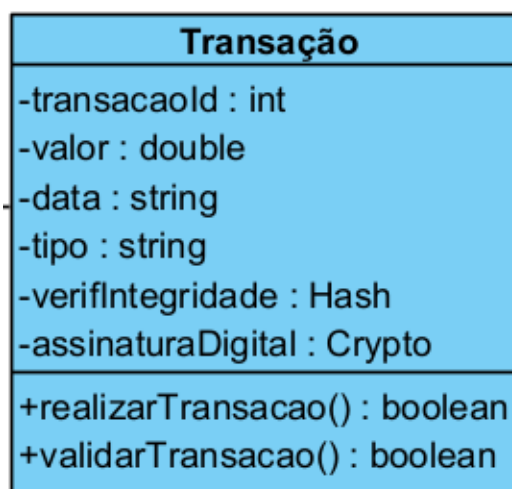 Transação
-transacaoId : int
-valor : double
-data : string
-tipo : string
-verifIntegridade : Hash
-assinaturaDigital : Crypto
+realizarTransacao() : boolean
+validarTransacao() : boolean